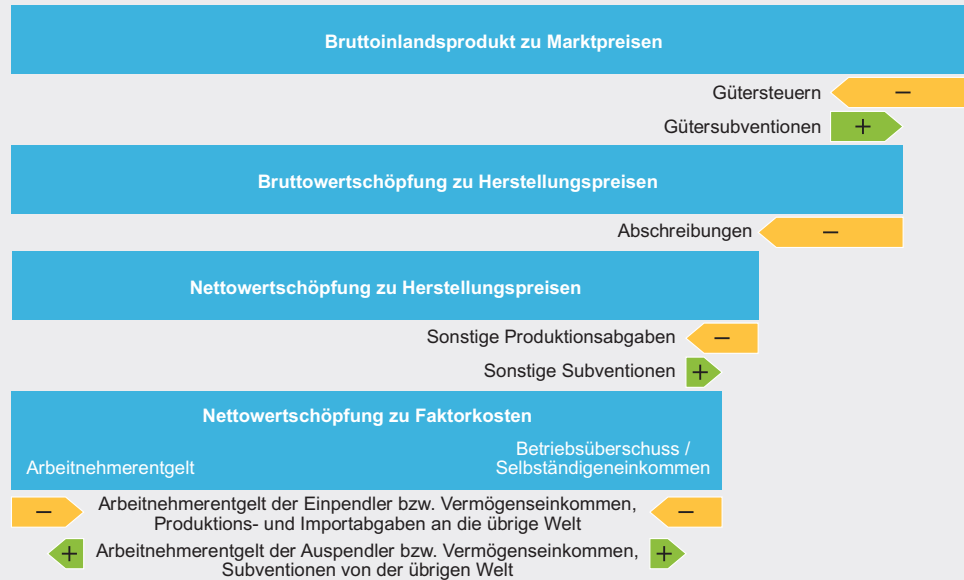 Bruttoinlandsprodukt zu Marktpreisen
Gütersteuern −
Gütersubventionen +
Bruttowertschöpfung zu Herstellungspreisen
Abschreibungen −
Nettowertschöpfung zu Herstellungspreisen
Sonstige Produktionsabgaben −
Sonstige Subventionen +
Nettowertschöpfung zu Faktorkosten
Arbeitnehmerentgelt
Betriebsüberschuss /
Selbständigeneinkommen
− Arbeitnehmerentgelt der Einpendler bzw. Vermögenseinkommen, −
Produktions- und Importabgaben an die übrige Welt
+ Arbeitnehmerentgelt der Auspendler bzw. Vermögenseinkommen, +
Subventionen von der übrigen Welt